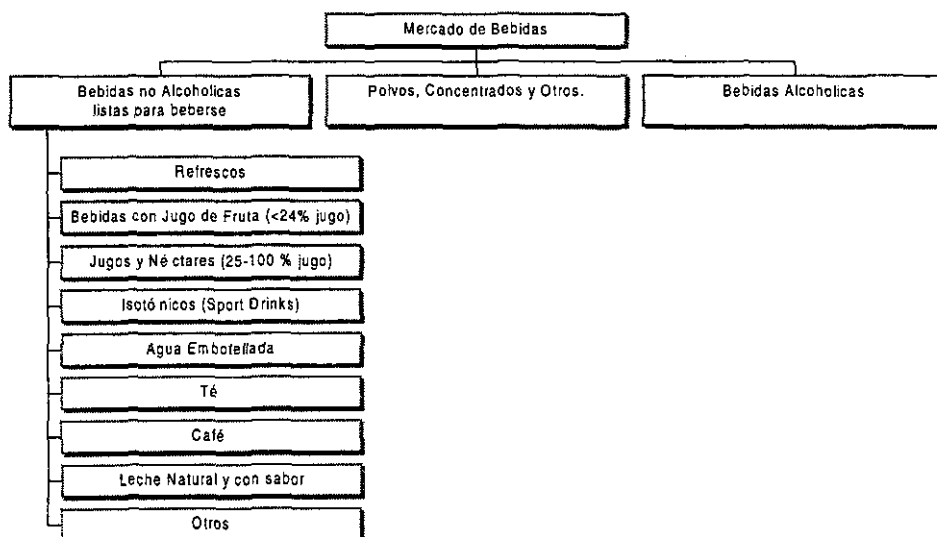 Mercado de Bebidas
Bebidas no Alcoholicas
listas para beberse
Polvos, Concentrados y Otros.
Bebidas Alcoholicas
Refrescos
Bebidas con Jugo de Fruta (<24% jugo)
Jugos y Né ctares (25-100 % jugo)
Isotó nicos (Sport Drinks)
Agua Embotellada
Té
Café
Leche Natural y con sabor
Otros